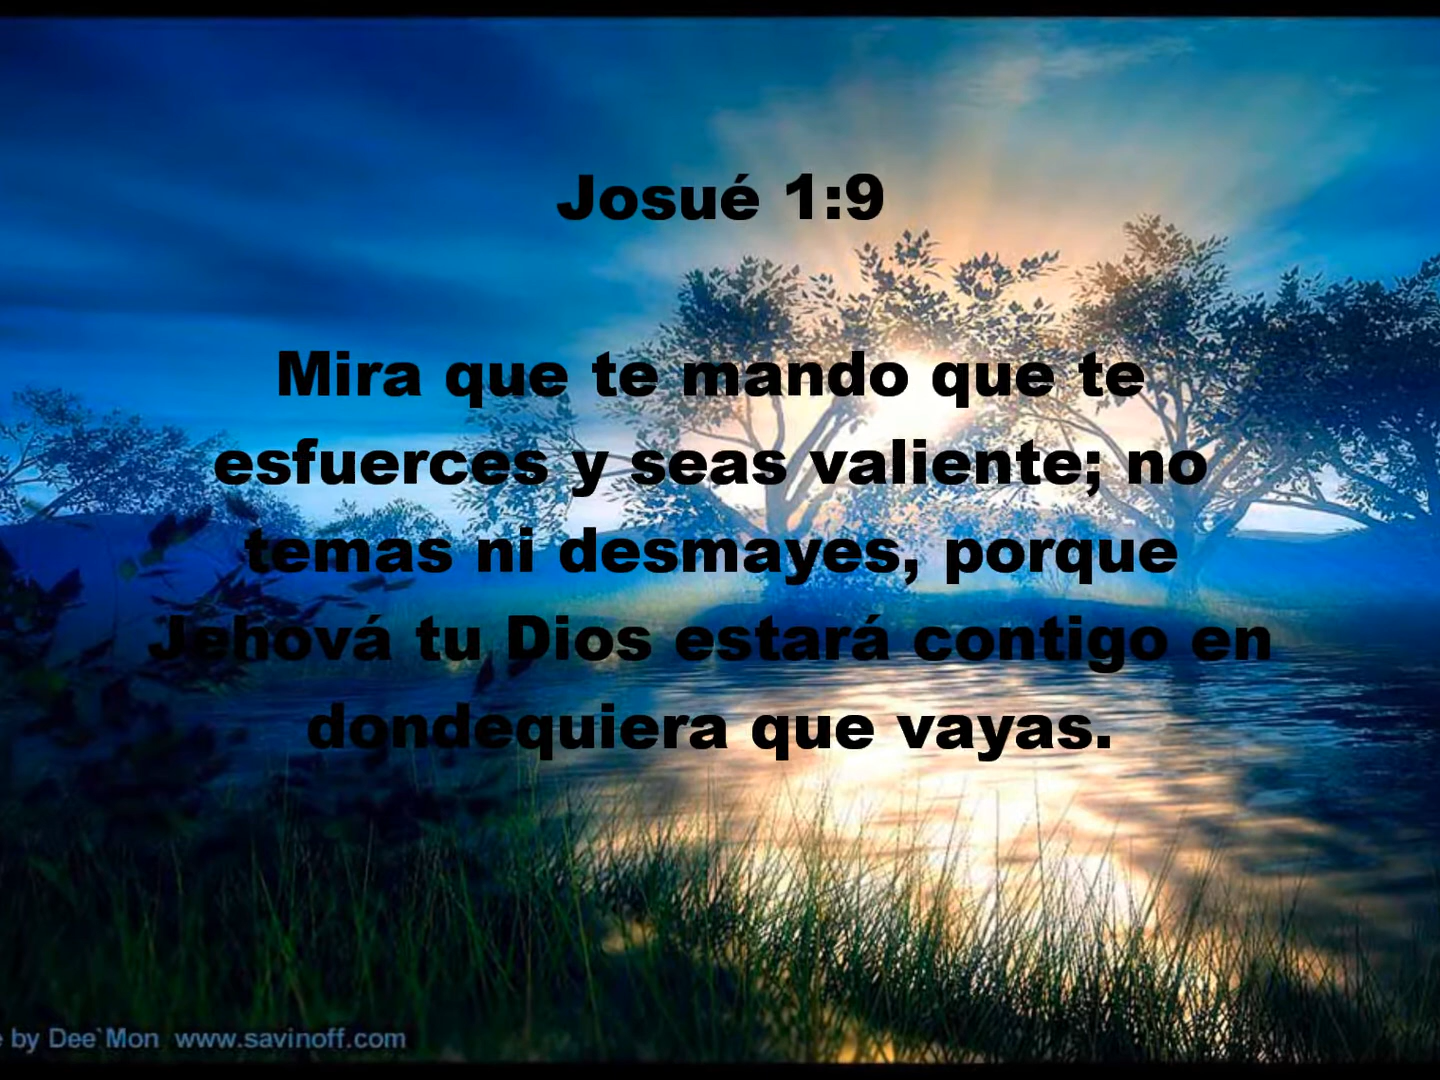 Josué 1:9
Mira que te mando que te
esfuerces y seas valiente; no
temas ni desmayes, porque
Jehová tu Dios estará contigo en
dondequiera que vayas.
by Dee`Mon www.savinoff.com